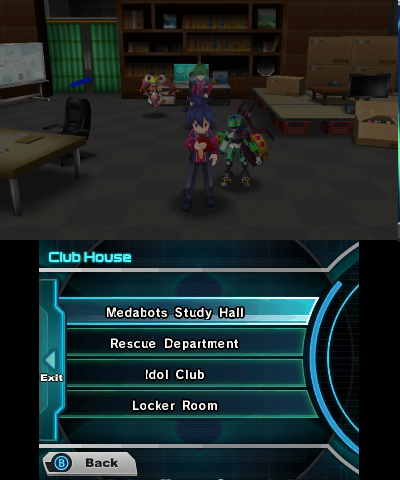 Club House
Medabots Study Hall
Rescue Department
Idol Club
Locker Room
Exit
B Back